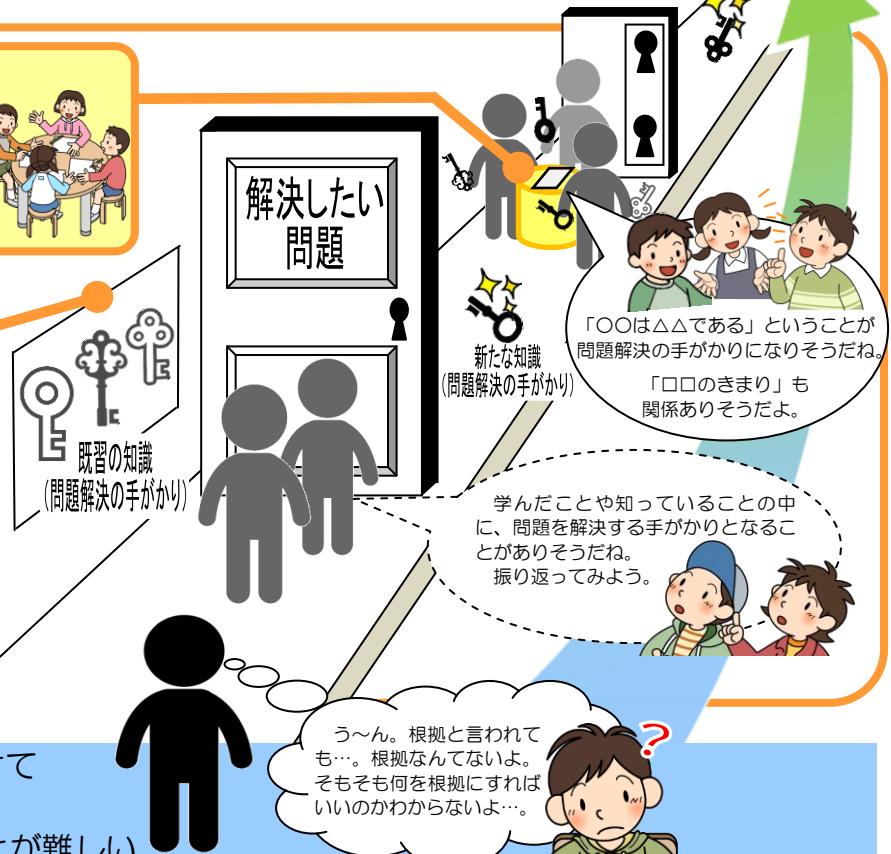 解決したい
問題
「〇〇は△△である」ということが
問題解決の手がかりになりそうだね。
「□□のきまり」も
関係ありそうだよ。
新たな知識
(問題解決の手がかり)
既習の知識
(問題解決の手がかり)
学んだことや知っていることの中
に、問題を解決する手がかりとなるこ
とがありそうだね。
振り返ってみよう。
う～ん。根拠と言われて
も…。根拠なんてないよ。
そもそも何を根拠にすれば
いいのかわからないよ…。
?
て
が難しい